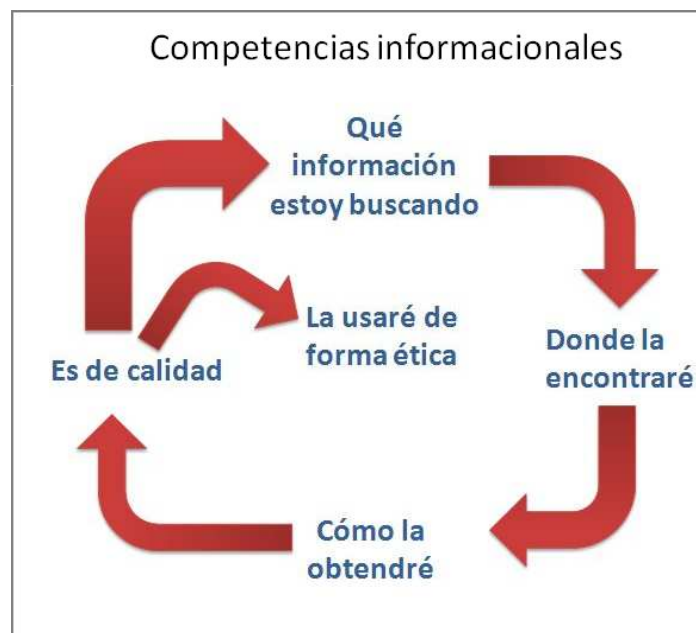 Competencias informacionales
Qué
información
estoy buscando
La usaré de
forma ética
Donde la
encontraré
Es de calidad
Cómo la
obtendré